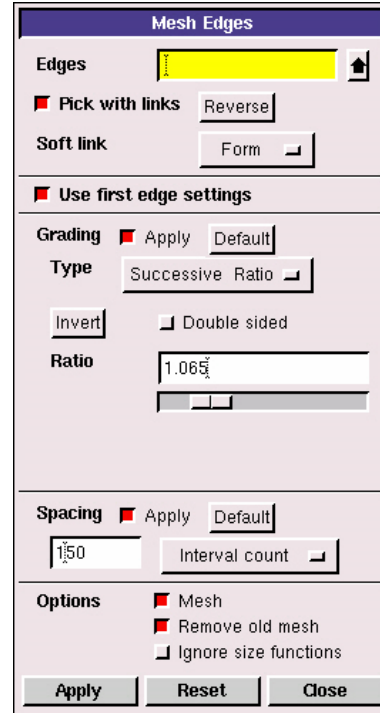 Mesh Edges
Edges
Pick with links Reverse
Soft link Form
Use first edge settings
Grading Apply Default
Type Successive Ratio
Invert Double sided
Ratio 1.065
Spacing Apply Default
150 Interval count
Options Mesh
Remove old mesh
Ignore size functions
Apply Reset Close